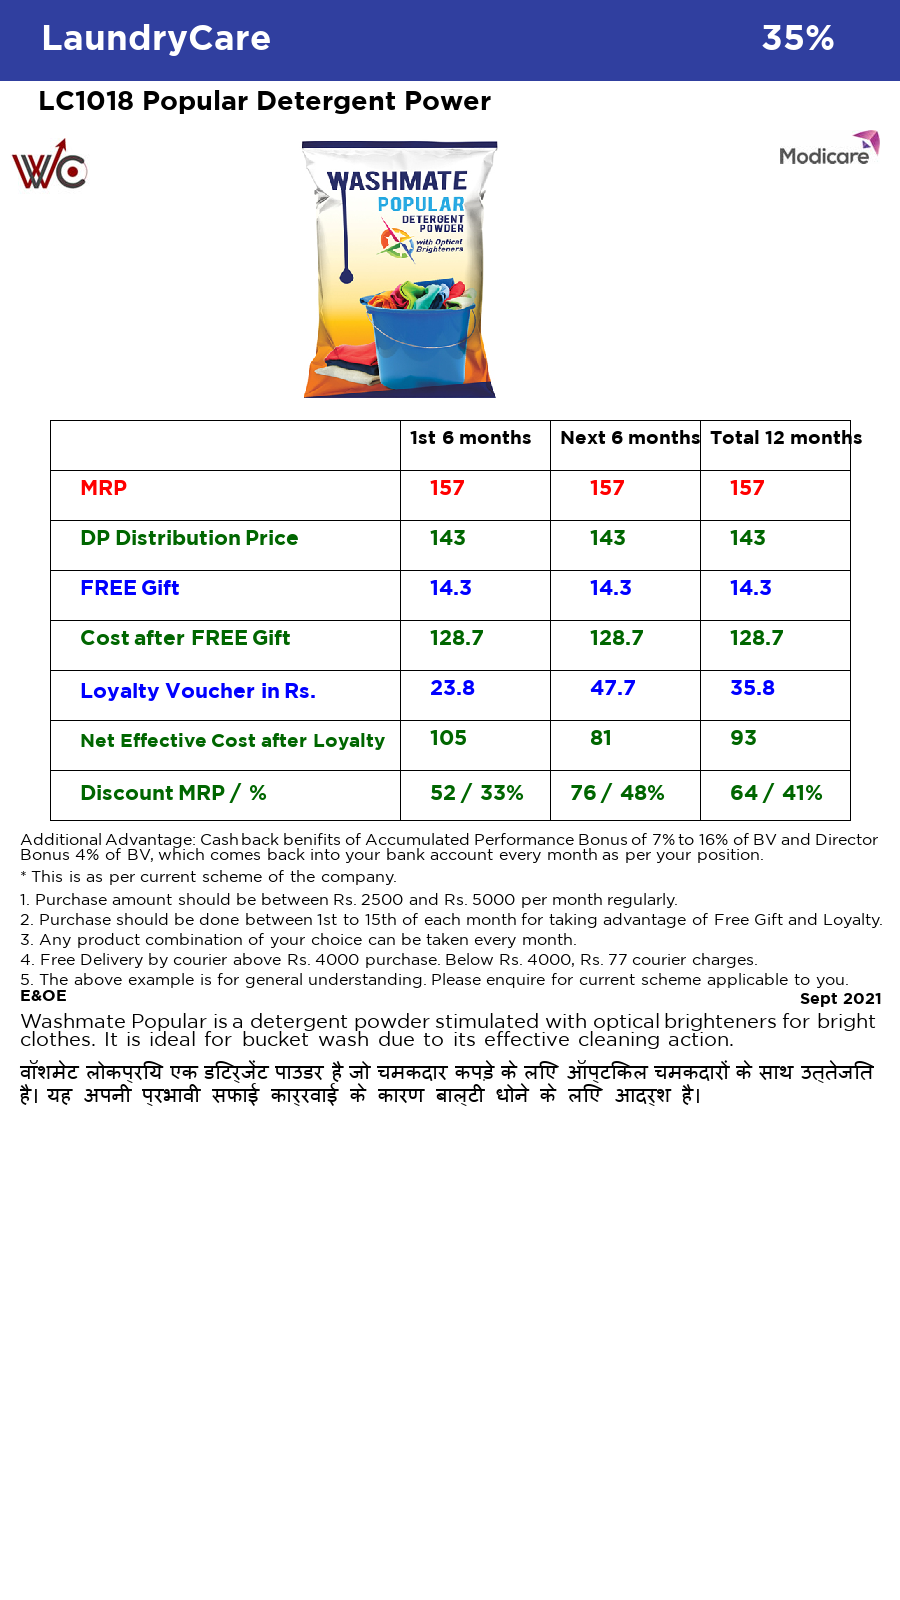 LaundryCare 35%
LC1018 Popular Detergent Power
WC
Modicare
WASHMATE
POPULAR
DETERGENT
POWDER
with Optical
Brighteners
1st 6 months Next 6 months Total 12 months
MRP 157 157 157
DP Distribution Price 143 143 143
FREE Gift 14.3 14.3 14.3
Cost after FREE Gift 128.7 128.7 128.7
Loyalty Voucher in Rs. 23.8 47.7 35.8
Net Effective Cost after Loyalty 105 81 93
Discount MRP / % 52 / 33% 76 / 48% 64 / 41%
Additional Advantage: Cash back benifits of Accumulated Performance Bonus of 7% to 16% of BV and Director
Bonus 4% of BV, which comes back into your bank account every month as per your position.
* This is as per current scheme of the company.
1. Purchase amount should be between Rs. 2500 and Rs. 5000 per month regularly.
2. Purchase should be done between 1st to 15th of each month for taking advantage of Free Gift and Loyalty.
3. Any product combination of your choice can be taken every month.
4. Free Delivery by courier above Rs. 4000 purchase. Below Rs. 4000, Rs. 77 courier charges.
5. The above example is for general understanding. Please enquire for current scheme applicable to you.
E&OE
Sept 2021
Washmate Popular is a detergent powder stimulated with optical brighteners for bright
clothes. It is ideal for bucket wash due to its effective cleaning action.
वॉशमेट लोकप्रिय एक डिटर्जेंट पाउडर है जो चमकदार कपड़े के लिए ऑप्टिकल चमकदारों के साथ उत्तेजित
है। यह अपनी प्रभावी सफाई कार्रवाई के कारण बाल्टी धोने के लिए आदर्श है।